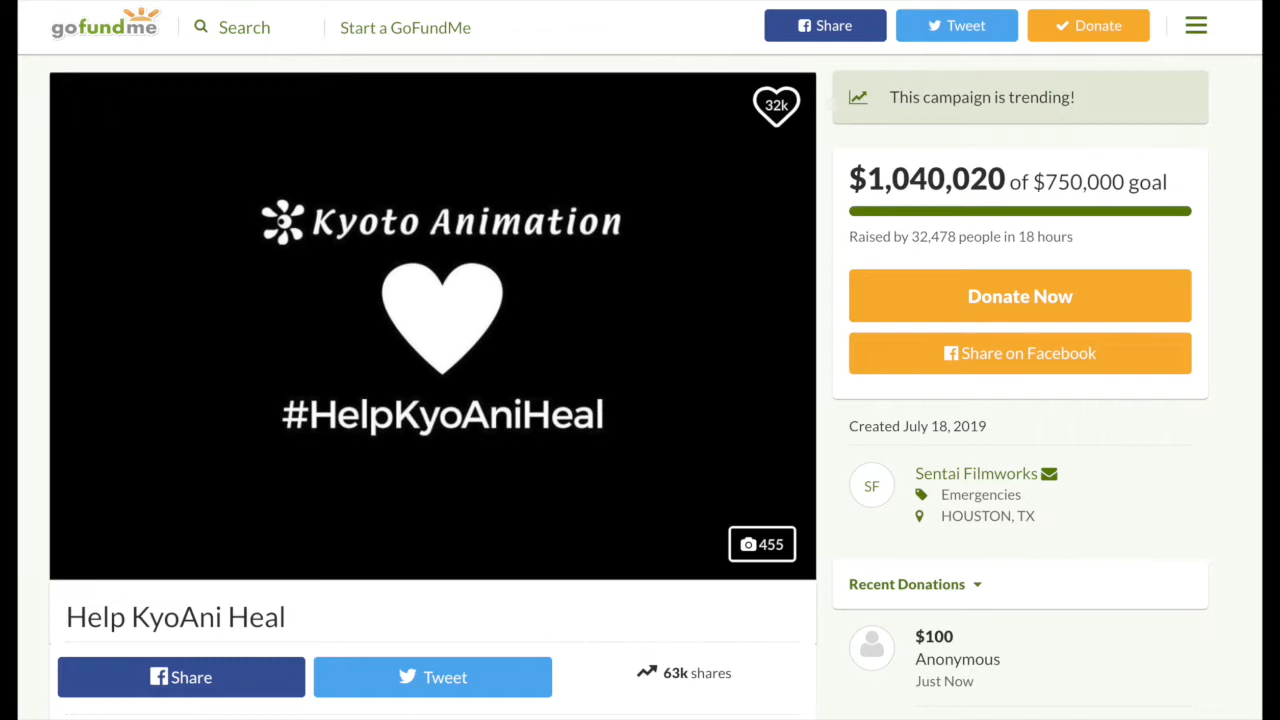 gofundme
Search
Start a GoFundMe
Share
Tweet
Donate
32k
Kyoto Animation
#HelpKyoAniHeal
455
Help KyoAni Heal
Share
Tweet
63k shares
This campaign is trending!
$1,040,020 of $750,000 goal
Raised by 32,478 people in 18 hours
Donate Now
Share on Facebook
Created July 18, 2019
SF
Sentai Filmworks
Emergencies
HOUSTON, TX
Recent Donations
$100
Anonymous
Just Now